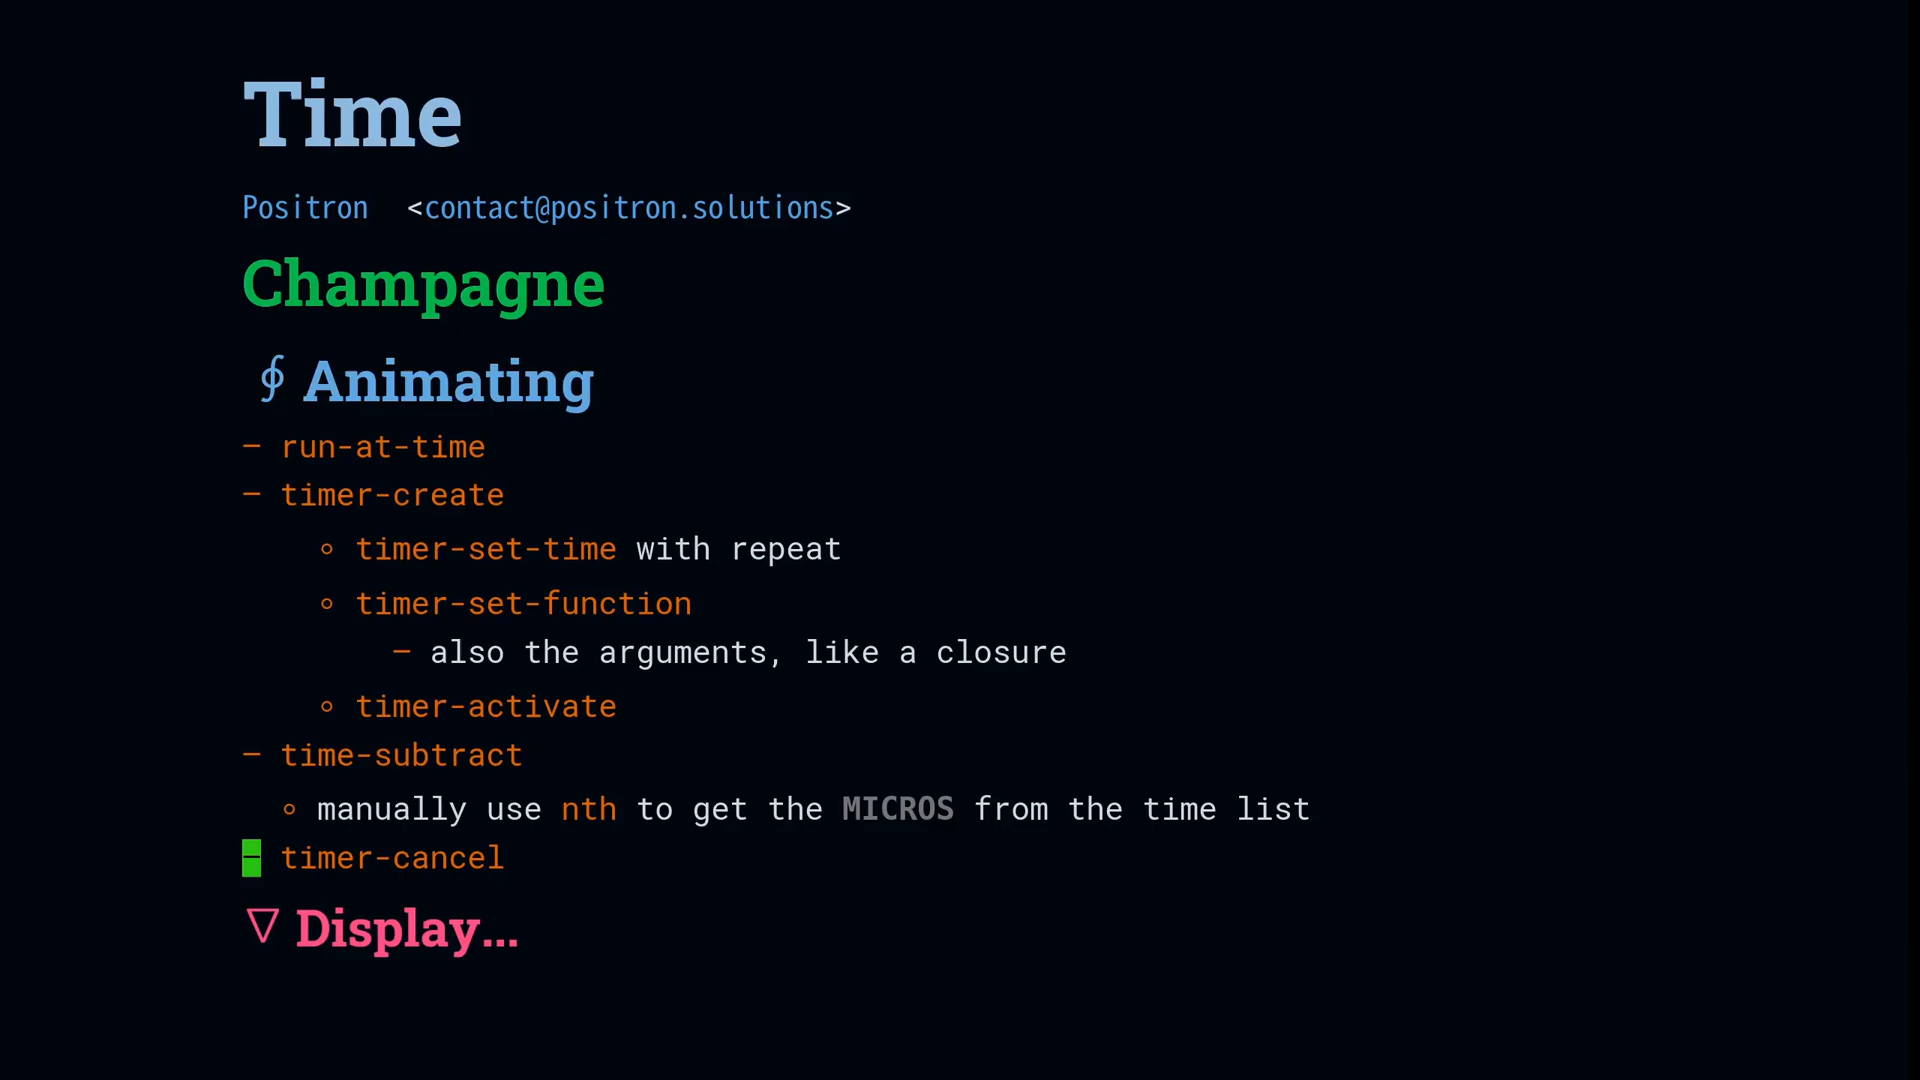 Time
Positron <contact@positron.solutions>
Champagne
∮ Animating
– run-at-time
– timer-create
∘ timer-set-time with repeat
∘ timer-set-function
– also the arguments, like a closure
∘ timer-activate
– time-subtract
∘ manually use nth to get the MICROS from the time list
– timer-cancel
▽ Display...